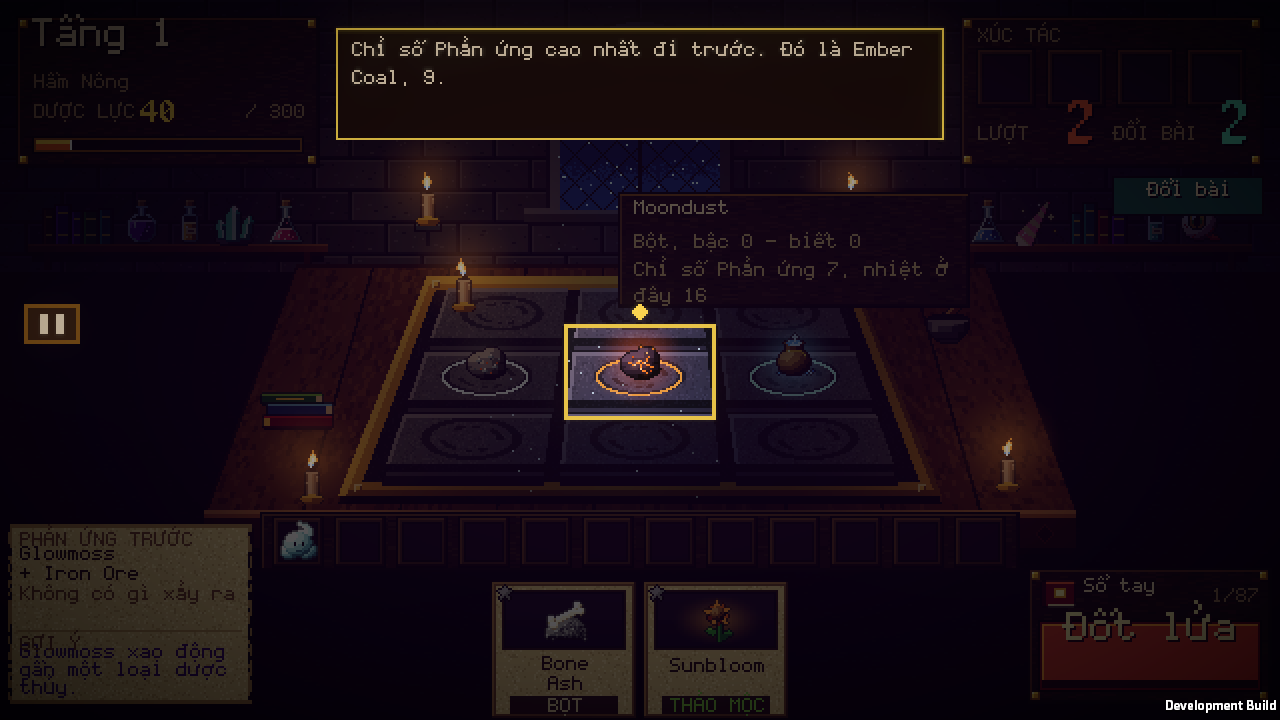 Tầng 1
Hầm Nông
DƯỢC LỰC 40 / 300
Chỉ số Phản ứng cao nhất đi trước. Đó là Ember
Coal, 9.
XÚC TÁC
LƯỢT 2 ĐỔI BÀI 2
Đổi bài
Moondust
Bột, bậc 0 - biết 0
Chỉ số Phản ứng 7, nhiệt ở
đây 16
PHẢN ỨNG TRƯỚC
Glowmoss
+ Iron Ore
Không có gì xảy ra
GỢI Ý
Glowmoss xao động
gần một loại dược
thủy.
Bone
Ash
BỘT
Sunbloom
THẢO MỘC
Sổ tay
1/87
Đốt lửa
Development Build